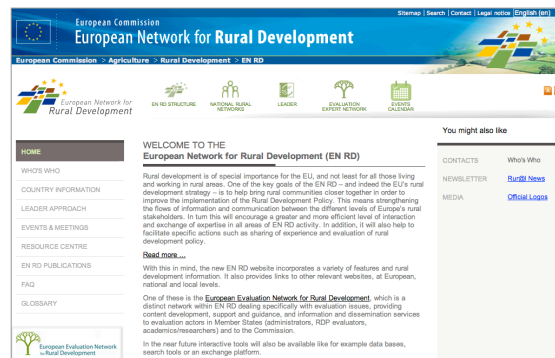 Sitemap | Search | Contact | Legal notice | English (en)
European Commission
European Network for Rural Development
European Commission > Agriculture > Rural Development > EN RD
European Network for
Rural Development
EN RD STRUCTURE
NATIONAL RURAL
NETWORKS
LEADER
EVALUATION
EXPERT NETWORK
EVENTS
CALENDAR
HOME
WHO'S WHO
COUNTRY INFORMATION
LEADER APPROACH
EVENTS & MEETINGS
RESOURCE CENTRE
EN RD PUBLICATIONS
FAQ
GLOSSARY
European Evaluation Network
for Rural Development
WELCOME TO THE
European Network for Rural Development (EN RD)
Rural development is of special importance for the EU, and not least for all those living
and working in rural areas. One of the key goals of the EN RD – and indeed the EU's rural
development strategy – is to help bring rural communities closer together in order to
improve the implementation of the Rural Development Policy. This means strengthening
the flows of information and communication between the different levels of Europe's rural
stakeholders. In turn this will encourage a greater and more efficient level of interaction
and exchange of expertise in all areas of EN RD activity. In addition, it will also help to
facilitate specific actions such as sharing of experience and evaluation of rural
development policy.
Read more ...
With this in mind, the new EN RD website incorporates a variety of features and rural
development information. It also provides links to other relevant websites, at European,
national and local levels.
One of these is the European Evaluation Network for Rural Development, which is a
distinct network within EN RD dealing specifically with evaluation issues, providing
content development, support and guidance, and information and dissemination services
to evaluation actors in Member States (administrators, RDP evaluators,
academics/researchers) and to the Commission.
In the near future interactive tools will also be available like for example data bases,
search tools or an exchange platform.
You might also like
CONTACTS Who's Who
NEWSLETTER Rur@l News
MEDIA Official Logos